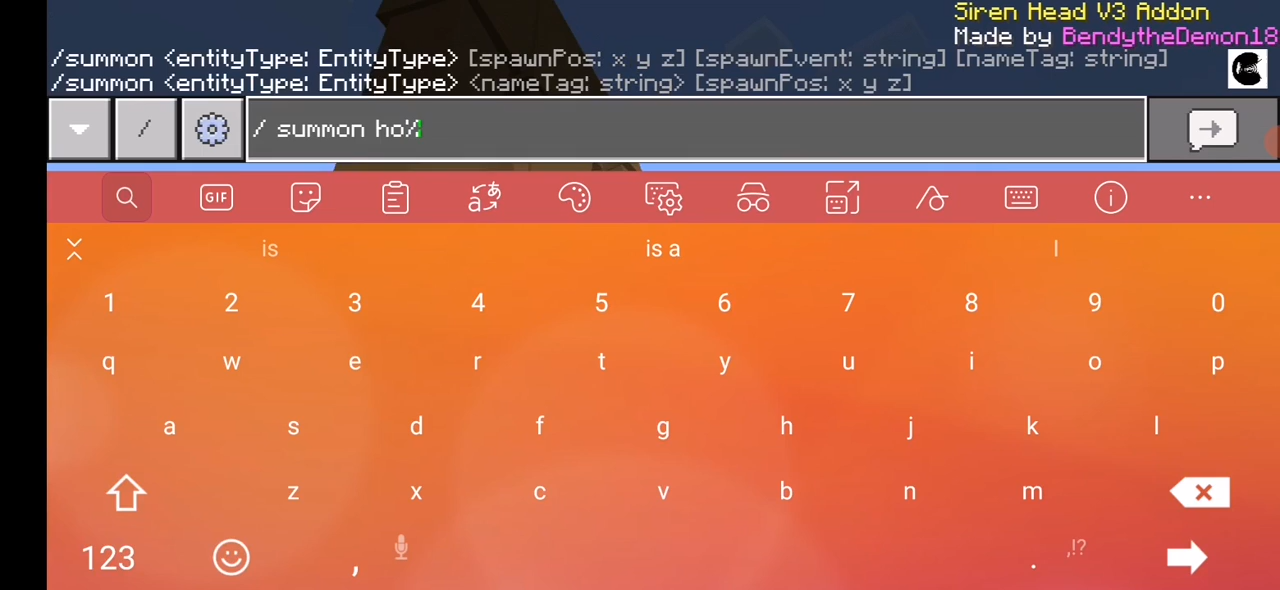 Siren Head V3 Addon
Made by BendytheDemon18
/summon <entityType: EntityType> [spawnPos: x y z] [spawnEvent: string] [nameTag: string]
/summon <entityType: EntityType> <nameTag: string> [spawnPos: x y z]
/
/ summon ho%
GIF
is is a I
1 2 3 4 5 6 7 8 9 0
q w e r t y u i o p
a s d f g h j k l
z x c v b n m
123 , . ,!?